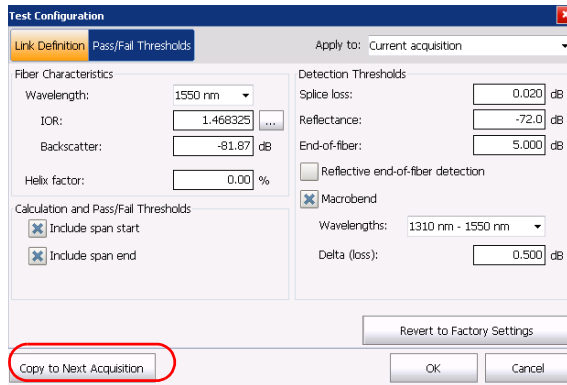 Test Configuration
Link Definition Pass/Fail Thresholds Apply to: Current acquisition
Fiber Characteristics
Wavelength: 1550 nm
IOR: 1.468325 ...
Backscatter: -81.87 dB
Helix factor: 0.00 %
Calculation and Pass/Fail Thresholds
Include span start
Include span end
Detection Thresholds
Splice loss: 0.020 dB
Reflectance: -72.0 dB
End-of-fiber: 5.000 dB
Reflective end-of-fiber detection
Macrobend
Wavelengths: 1310 nm - 1550 nm
Delta (loss): 0.500 dB
Revert to Factory Settings
Copy to Next Acquisition OK Cancel